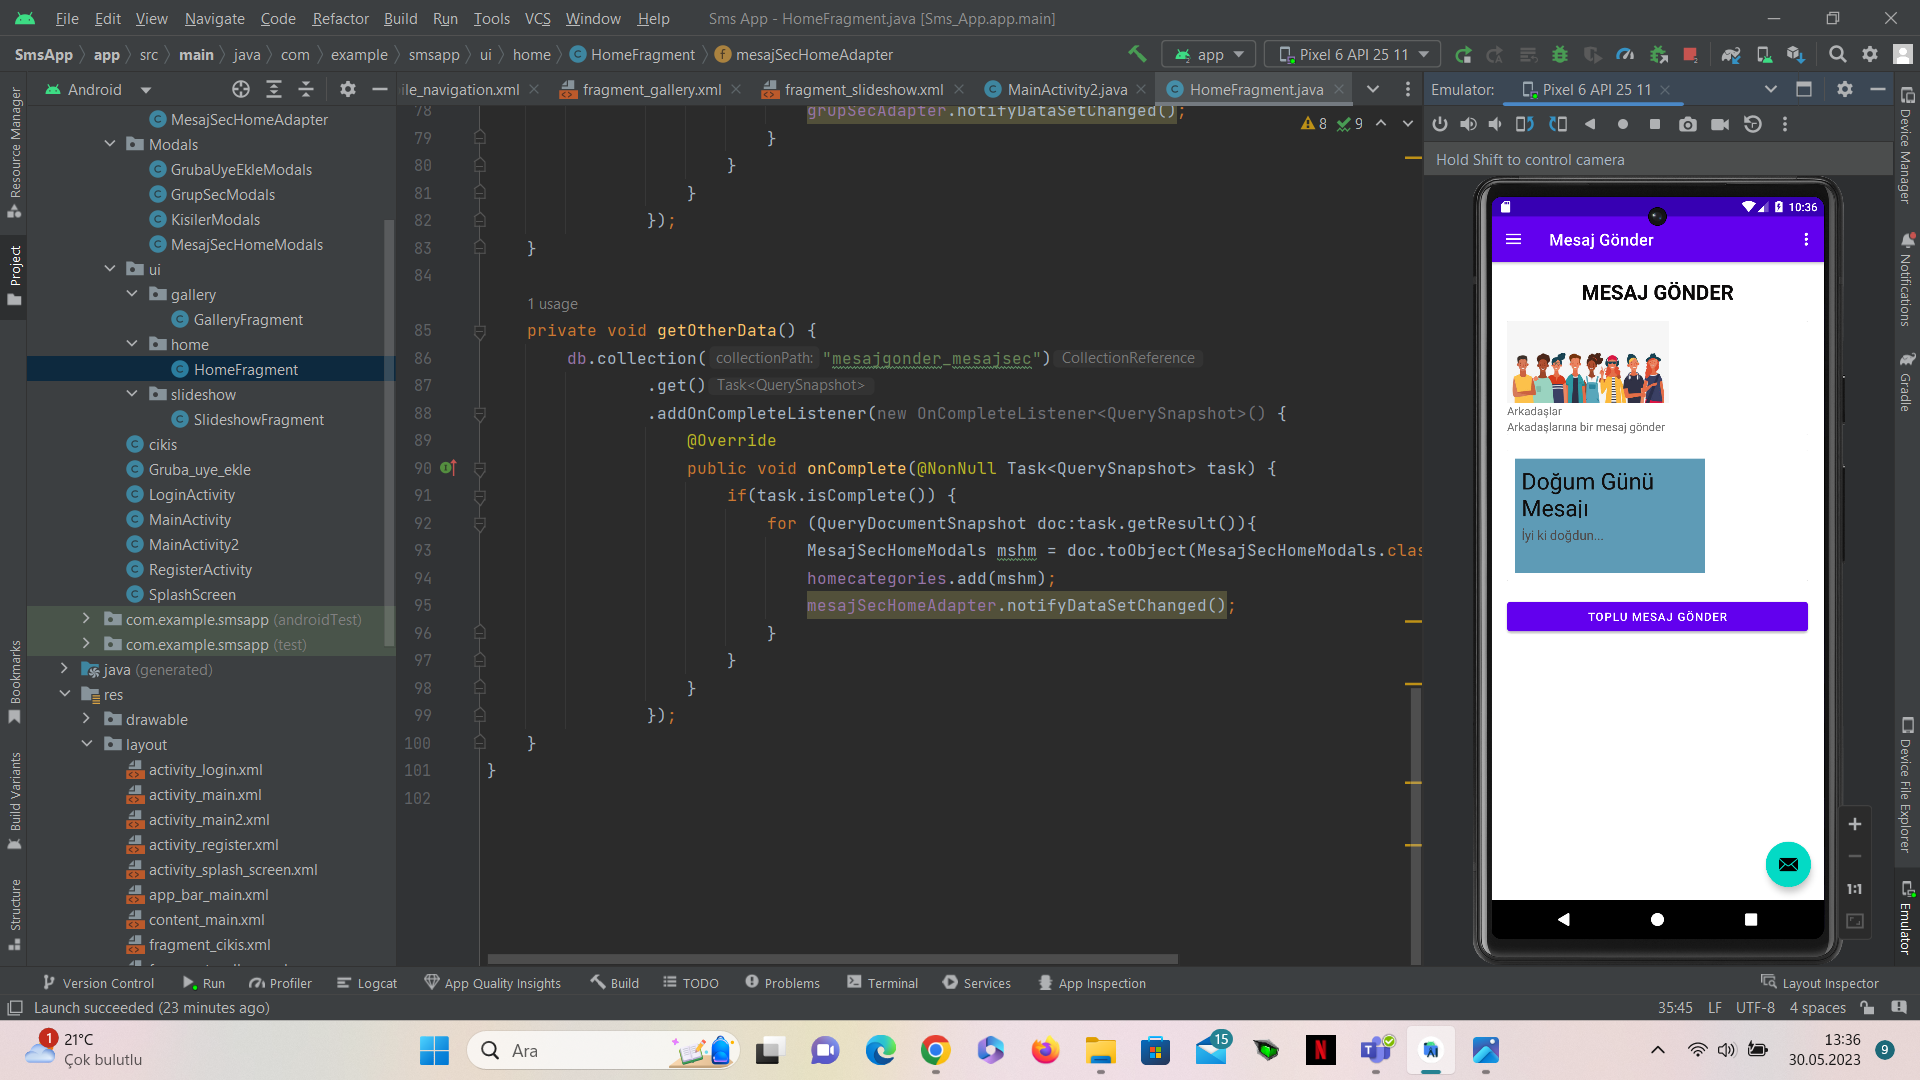 File Edit View Navigate Code Refactor Build Run Tools VCS Window Help Sms App - HomeFragment.java [Sms_App.app.main]
SmsApp app src main java com example smsapp ui home HomeFragment mesajSecHomeAdapter app Pixel 6 API 25 11
Android
ile_navigation.xml fragment_gallery.xml fragment_slideshow.xml MainActivity2.java HomeFragment.java
Emulator: Pixel 6 API 25 11
Resource Manager
Project
Bookmarks
Build Variants
Structure
MesajSecHomeAdapter
Modals
GrubaUyeEkleModals
GrupSecModals
KisilerModals
MesajSecHomeModals
ui
gallery
GalleryFragment
home
HomeFragment
slideshow
SlideshowFragment
cikis
Gruba_uye_ekle
LoginActivity
MainActivity
MainActivity2
RegisterActivity
SplashScreen
com.example.smsapp (androidTest)
com.example.smsapp (test)
java (generated)
res
drawable
layout
activity_login.xml
activity_main.xml
activity_main2.xml
activity_register.xml
activity_splash_screen.xml
app_bar_main.xml
content_main.xml
fragment_cikis.xml
8 9
78 grupSecAdapter.notifyDataSetChanged();
79 }
80 }
81 }
82 });
83 }
84
1 usage
85 private void getOtherData() {
86 db.collection( collectionPath: "mesajgonder_mesajsec") CollectionReference
87 .get() Task<QuerySnapshot>
88 .addOnCompleteListener(new OnCompleteListener<QuerySnapshot>() {
89 @Override
90 public void onComplete(@NonNull Task<QuerySnapshot> task) {
91 if(task.isComplete()) {
92 for (QueryDocumentSnapshot doc:task.getResult()){
93 MesajSecHomeModals mshm = doc.toObject(MesajSecHomeModals.clas
94 homecategories.add(mshm);
95 mesajSecHomeAdapter.notifyDataSetChanged();
96 }
97 }
98 }
99 });
100 }
101 }
102
Hold Shift to control camera
10:36
Mesaj Gönder
MESAJ GÖNDER
Arkadaşlar
Arkadaşlarına bir mesaj gönder
Doğum Günü
Mesajı
İyi ki doğdun...
TOPLU MESAJ GÖNDER
1:1
Device Manager
Notifications
Gradle
Device File Explorer
Emulator
Version Control Run Profiler Logcat App Quality Insights Build TODO Problems Terminal Services App Inspection Layout Inspector
Launch succeeded (23 minutes ago) 35:45 LF UTF-8 4 spaces
1
21°C
Çok bulutlu
Ara
15
N
13:36
30.05.2023
9